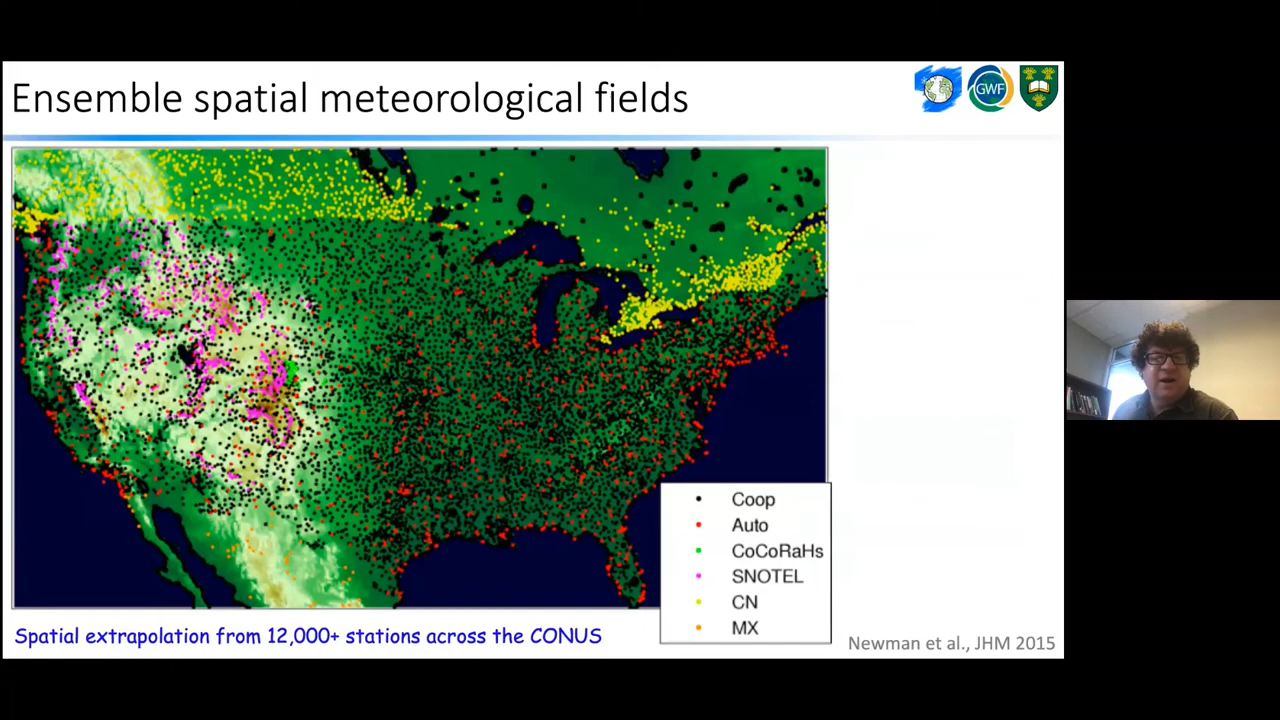 Ensemble spatial meteorological fields
GWF
Coop
Auto
CoCoRaHs
SNOTEL
CN
MX
Spatial extrapolation from 12,000+ stations across the CONUS
Newman et al., JHM 2015